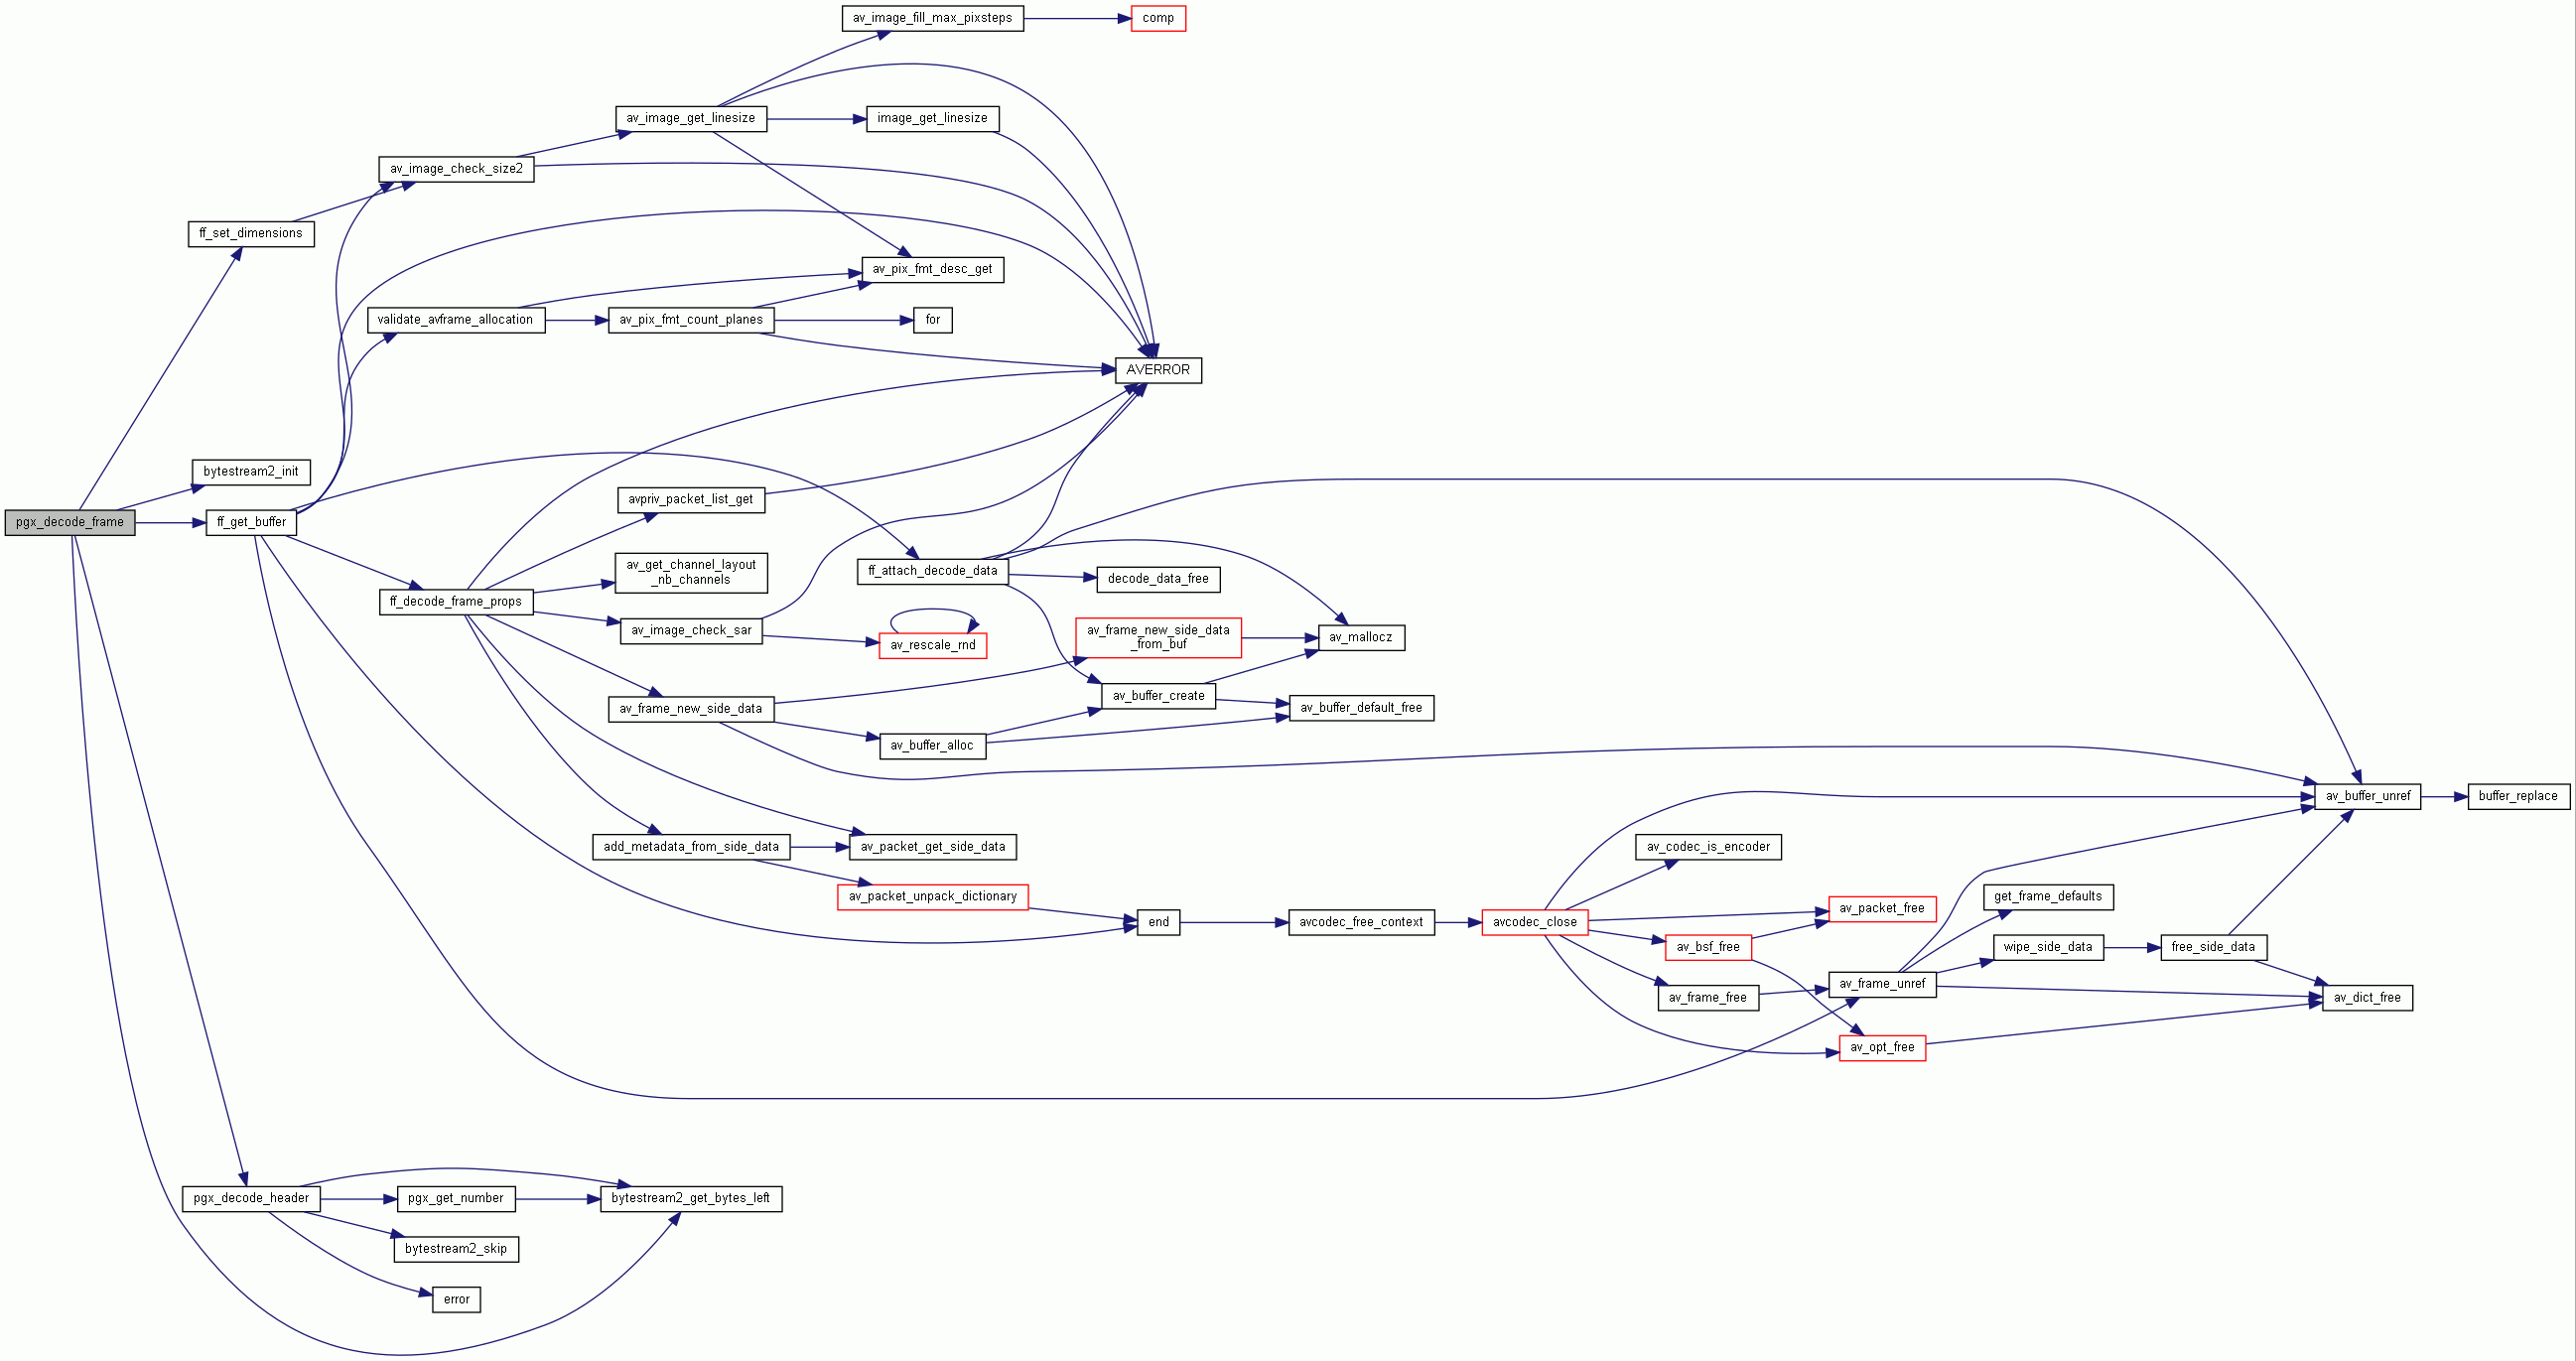 av_image_fill_max_pixsteps
comp
av_image_get_linesize
image_get_linesize
av_image_check_size2
ff_set_dimensions
av_pix_fmt_desc_get
validate_avframe_allocation
av_pix_fmt_count_planes
for
AVERROR
bytestream2_init
avpriv_packet_list_get
pgx_decode_frame
ff_get_buffer
av_get_channel_layout
_nb_channels
ff_attach_decode_data
decode_data_free
ff_decode_frame_props
av_image_check_sar
av_rescale_rnd
av_frame_new_side_data
_from_buf
av_mallocz
av_buffer_create
av_frame_new_side_data
av_buffer_default_free
av_buffer_alloc
av_buffer_unref
buffer_replace
add_metadata_from_side_data
av_packet_get_side_data
av_codec_is_encoder
av_packet_unpack_dictionary
get_frame_defaults
av_packet_free
end
avcodec_free_context
avcodec_close
av_bsf_free
wipe_side_data
free_side_data
av_frame_unref
av_frame_free
av_dict_free
av_opt_free
pgx_decode_header
pgx_get_number
bytestream2_get_bytes_left
bytestream2_skip
error